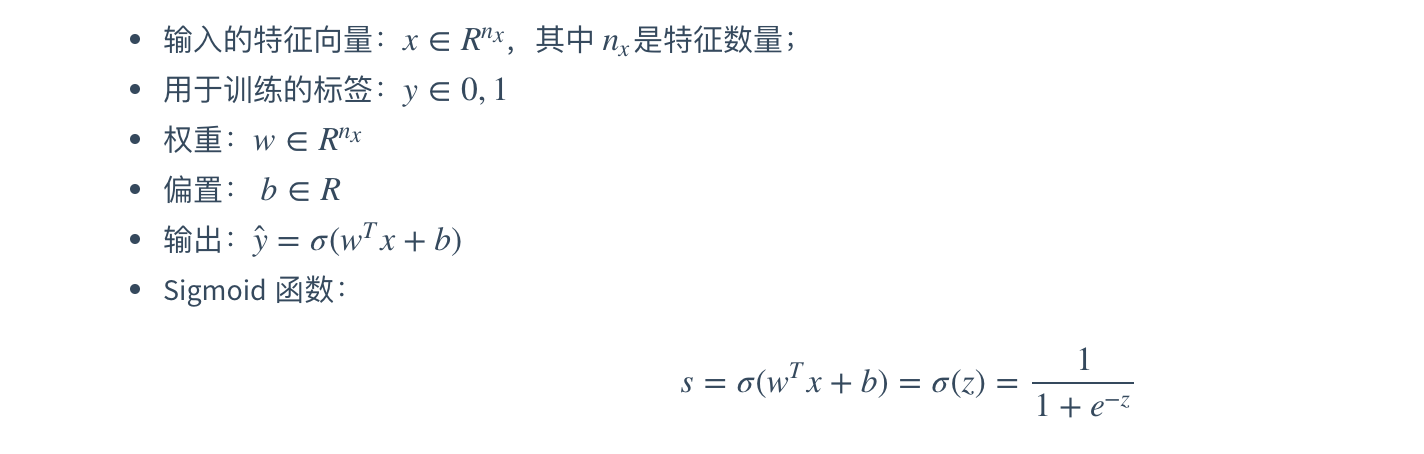 • 输入的特征向量：$x \in R^{n_x}$，其中 $n_x$是特征数量；
• 用于训练的标签：$y \in 0, 1$
• 权重：$w \in R^{n_x}$
• 偏置： $b \in R$
• 输出：$\hat{y} = \sigma(w^T x + b)$
• Sigmoid 函数：
$s = \sigma(w^T x + b) = \sigma(z) = \frac{1}{1 + e^{-z}}$